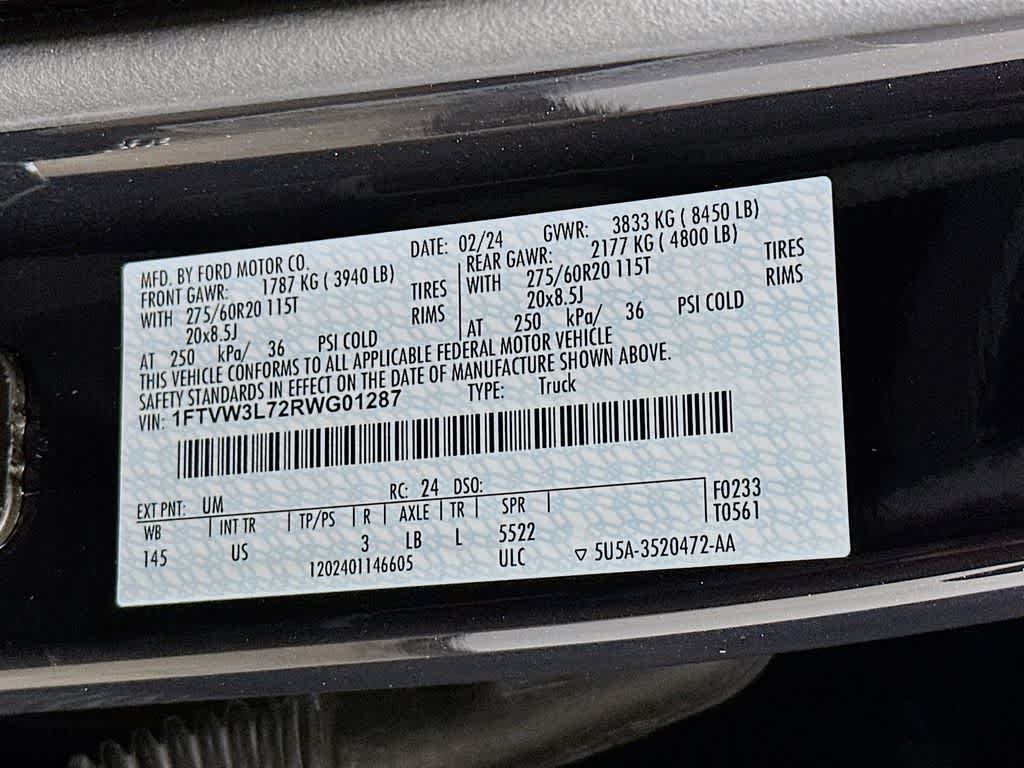 MFD. BY FORD MOTOR CO.
DATE: 02/24 GVWR: 3833 KG ( 8450 LB)
FRONT GAWR: 1787 KG ( 3940 LB)
WITH 275/60R20 115T TIRES
20x8.5J RIMS
AT 250 kPa/ 36 PSI COLD
REAR GAWR: 2177 KG ( 4800 LB)
WITH 275/60R20 115T TIRES
20x8.5J RIMS
AT 250 kPa/ 36 PSI COLD
THIS VEHICLE CONFORMS TO ALL APPLICABLE FEDERAL MOTOR VEHICLE
SAFETY STANDARDS IN EFFECT ON THE DATE OF MANUFACTURE SHOWN ABOVE.
VIN: 1FTVW3L72RWG01287 TYPE: Truck
EXT PNT: UM RC: 24 DSO: F0233
WB INT TR TP/PS R AXLE TR SPR T0561
145 US 3 LB L 5522
1202401146605 ULC ▽ 5U5A-3520472-AA